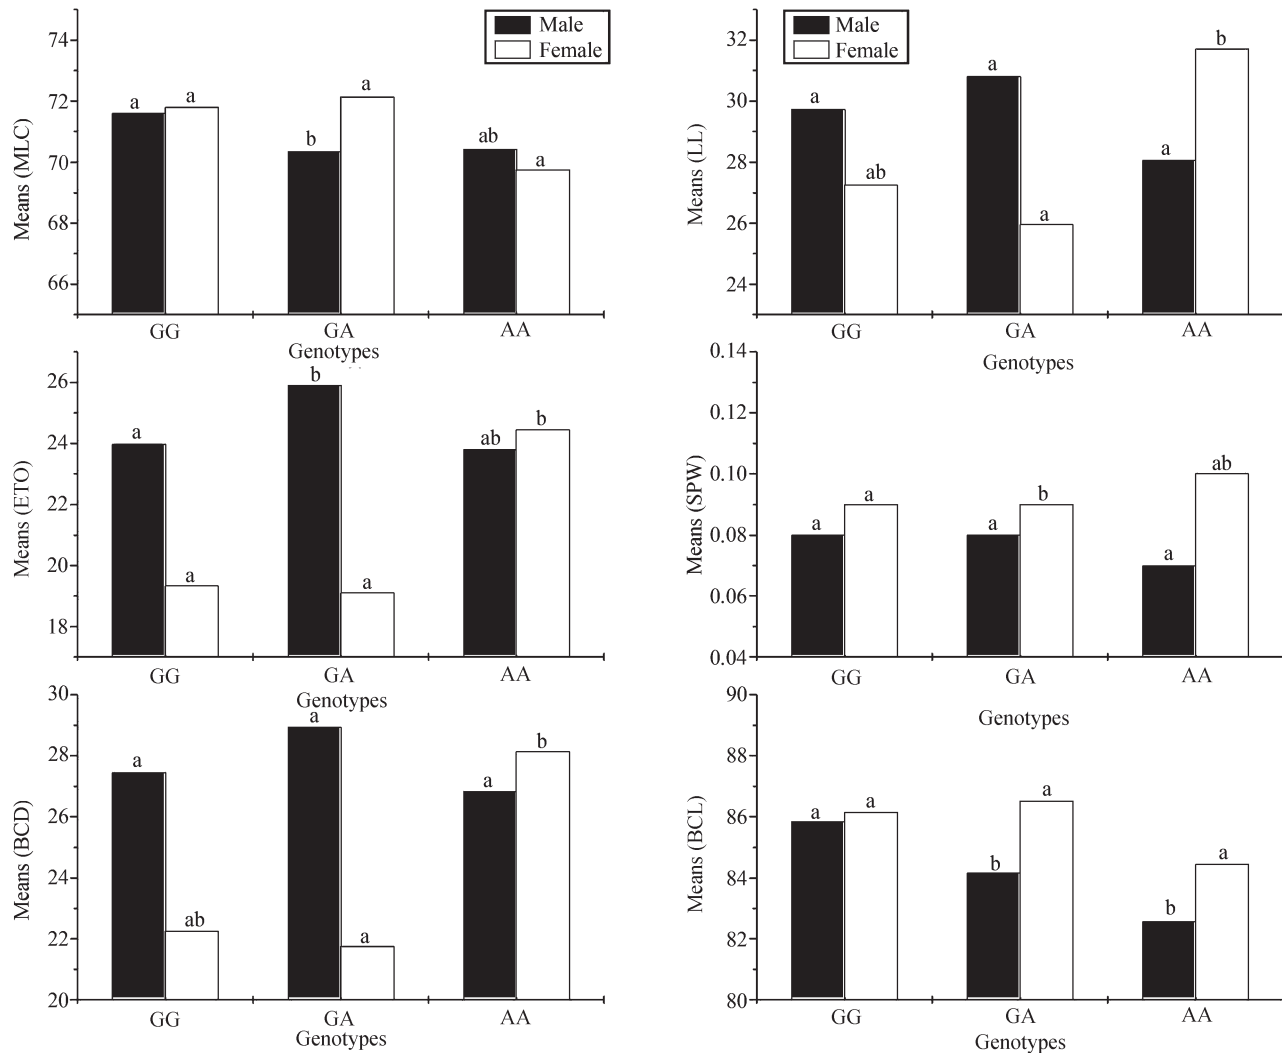 Male
Female
Means (MLC)
74
72
70
68
66
a
a
b
a
ab
a
GG
GA
AA
Genotypes
Male
Female
Means (LL)
32
30
28
26
24
a
ab
a
a
a
b
GG
GA
AA
Genotypes
Means (ETO)
26
24
20
19
18
a
a
b
a
ab
b
GG
GA
AA
Genotypes
Means (SPW)
0.14
0.12
0.10
0.08
0.06
0.04
a
a
a
b
a
ab
GG
GA
AA
Genotypes
Means (BCD)
30
28
26
24
22
20
a
ab
a
a
a
b
GG
GA
AA
Genotypes
Means (BCL)
90
88
86
84
82
80
a
a
b
a
b
a
GG
GA
AA
Genotypes